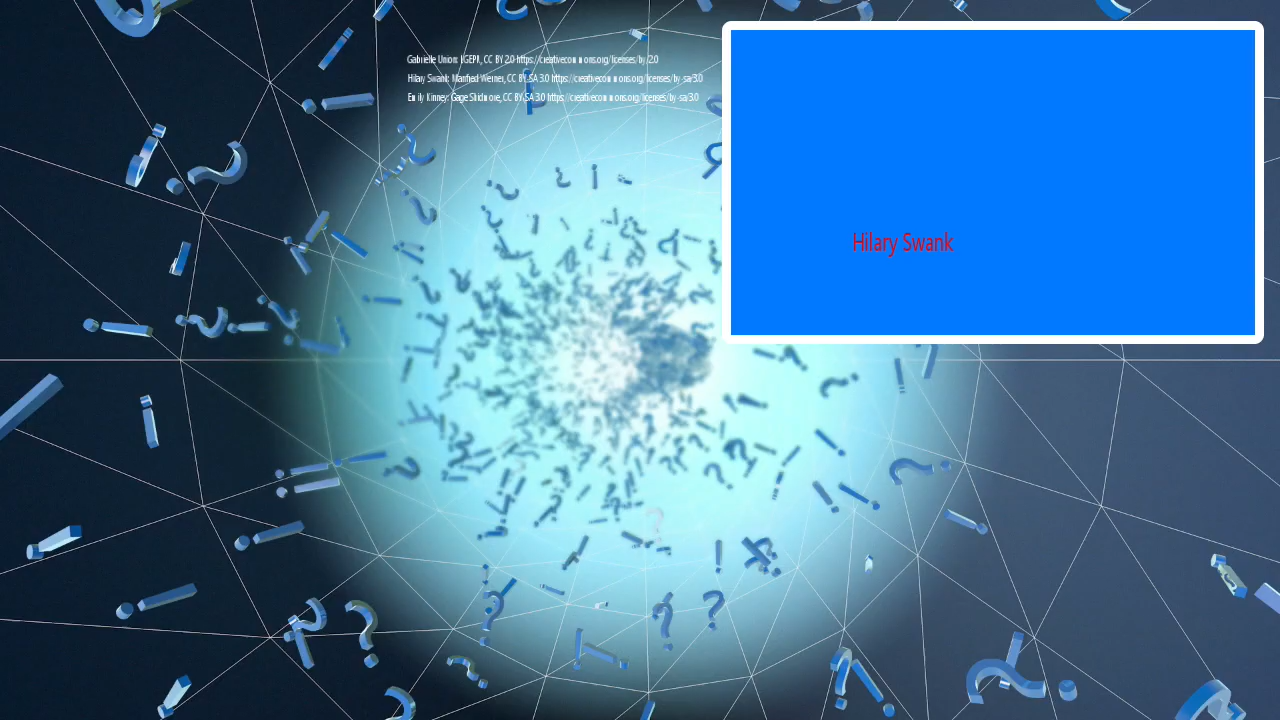 Gabrielle Union: LGEPR, CC BY 2.0 https://creativecommons.org/licenses/by/2.0
Hilary Swank: Manfred Werner, CC BY-SA 3.0 https://creativecommons.org/licenses/by-sa/3.0
Emily Kinney: Gage Skidmore, CC BY-SA 3.0 https://creativecommons.org/licenses/by-sa/3.0
Hilary Swank